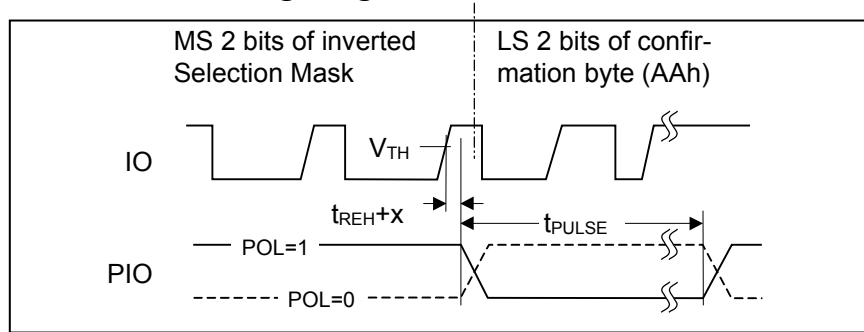 MS 2 bits of inverted
Selection Mask
LS 2 bits of confir-
mation byte (AAh)
IO
VTH
tREH+x
tPULSE
PIO
POL=1
POL=0